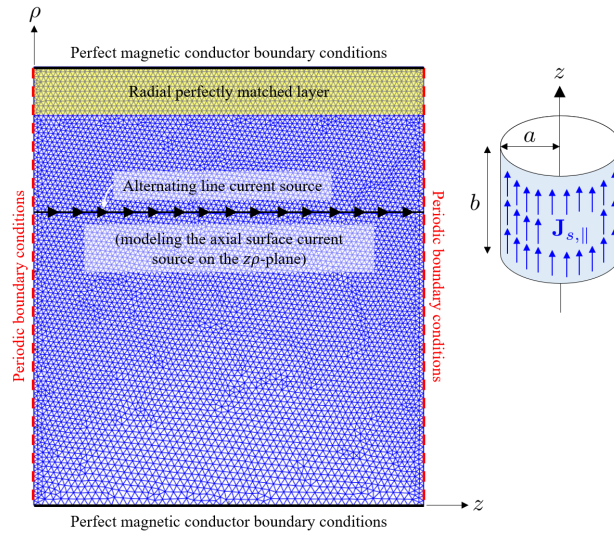 ρ
Perfect magnetic conductor boundary conditions
Radial perfectly matched layer
Alternating line current source
(modeling the axial surface current
source on the zρ-plane)
Periodic boundary conditions
Periodic boundary conditions
z
Perfect magnetic conductor boundary conditions
z
a
b
J_{s,∥}